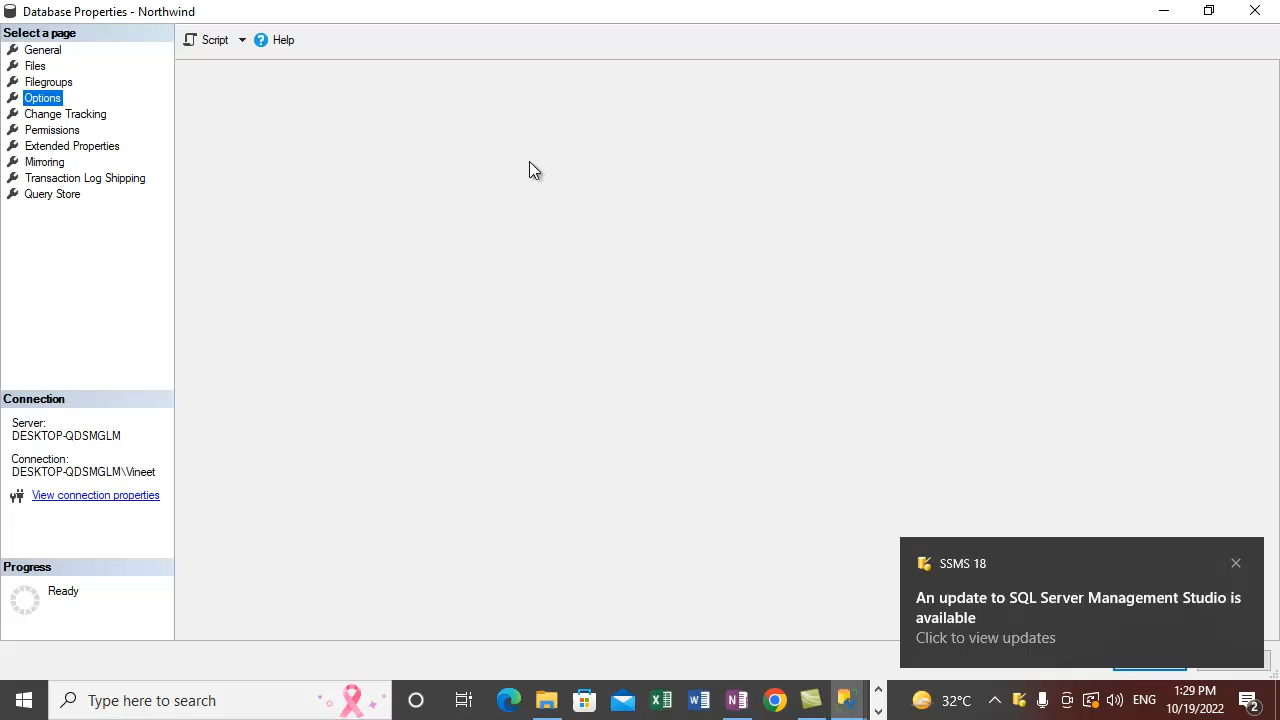 Database Properties - Northwind
Select a page
General
Files
Filegroups
Options
Change Tracking
Permissions
Extended Properties
Mirroring
Transaction Log Shipping
Query Store
Script
Help
Connection
Server:
DESKTOP-QDSMGLM
Connection:
DESKTOP-QDSMGLM\Vineet
View connection properties
Progress
Ready
SSMS 18
An update to SQL Server Management Studio is
available
Click to view updates
Type here to search
32°C
ENG
1:29 PM
10/19/2022
2